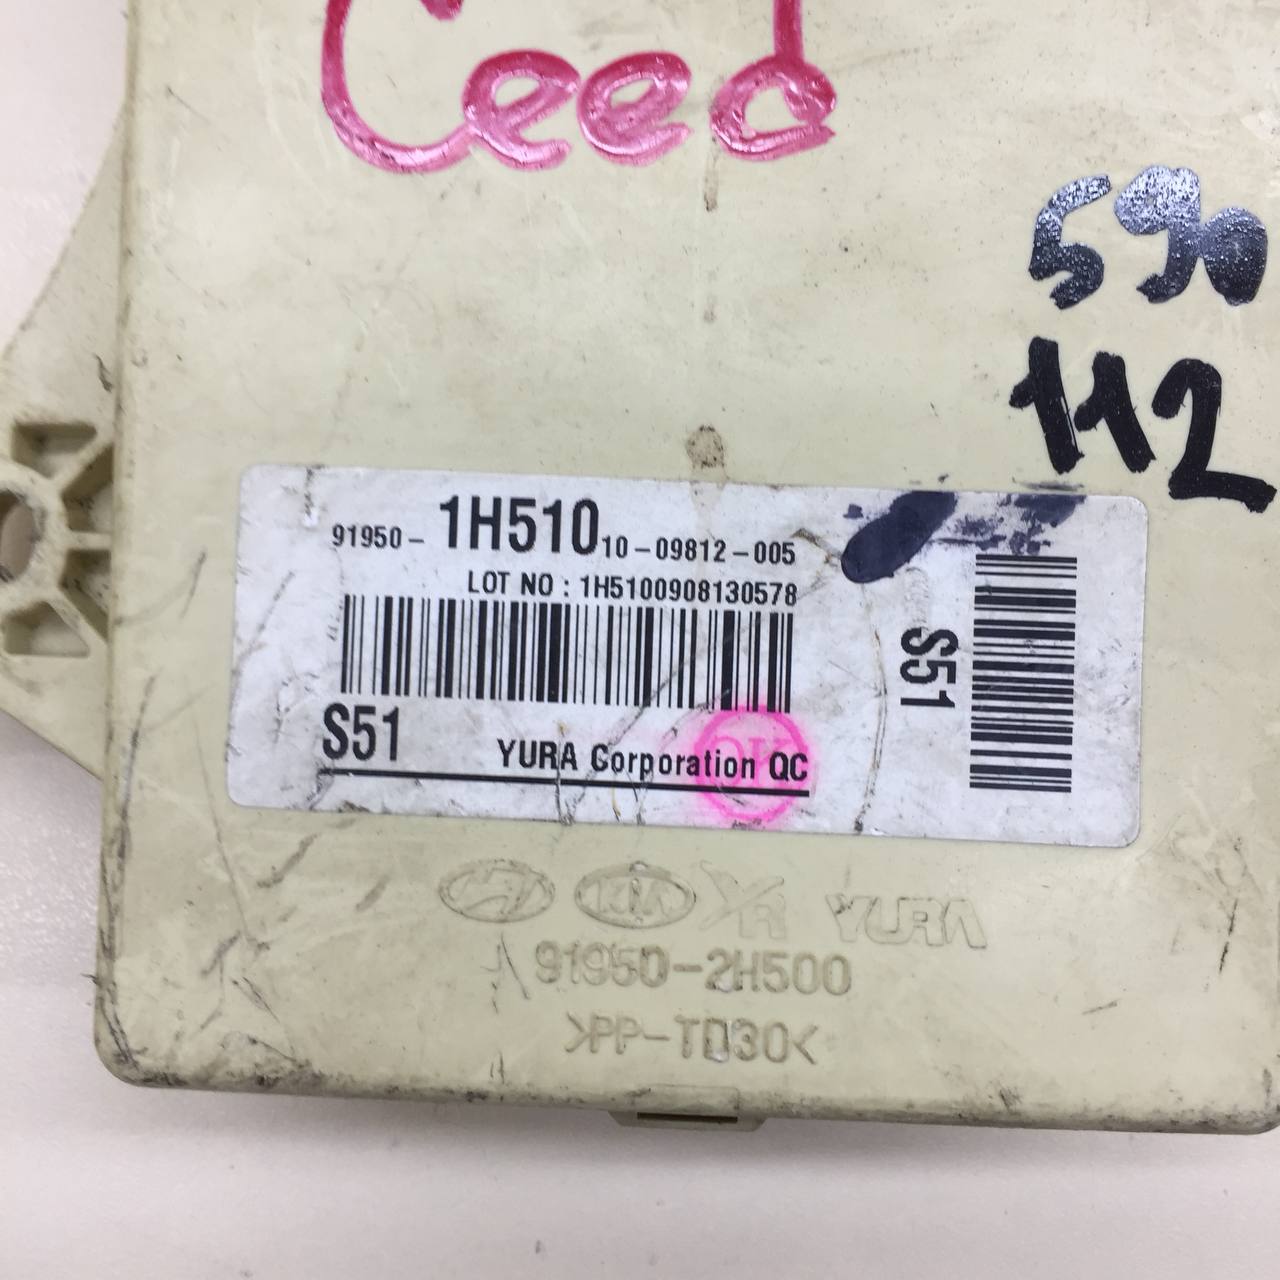 Ceed
590
112
91950- 1H510 10-09812-005
LOT NO : 1H5100908130578
S51
S51
YURA Corporation QC
KIA YURA
91950-2H500
>PP-TD30<